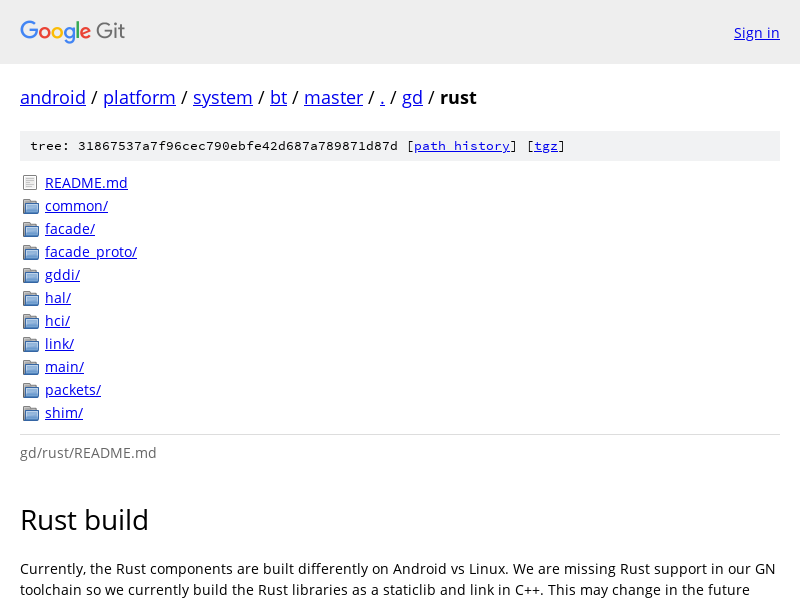 Google Git
Sign in
android / platform / system / bt / master / . / gd / rust
tree: 31867537a7f96cec790ebfe42d687a789871d87d [path history] [tgz]
README.md
common/
facade/
facade_proto/
gddi/
hal/
hci/
link/
main/
packets/
shim/
gd/rust/README.md
Rust build
Currently, the Rust components are built differently on Android vs Linux. We are missing Rust support in our GN
toolchain so we currently build the Rust libraries as a staticlib and link in C++. This may change in the future